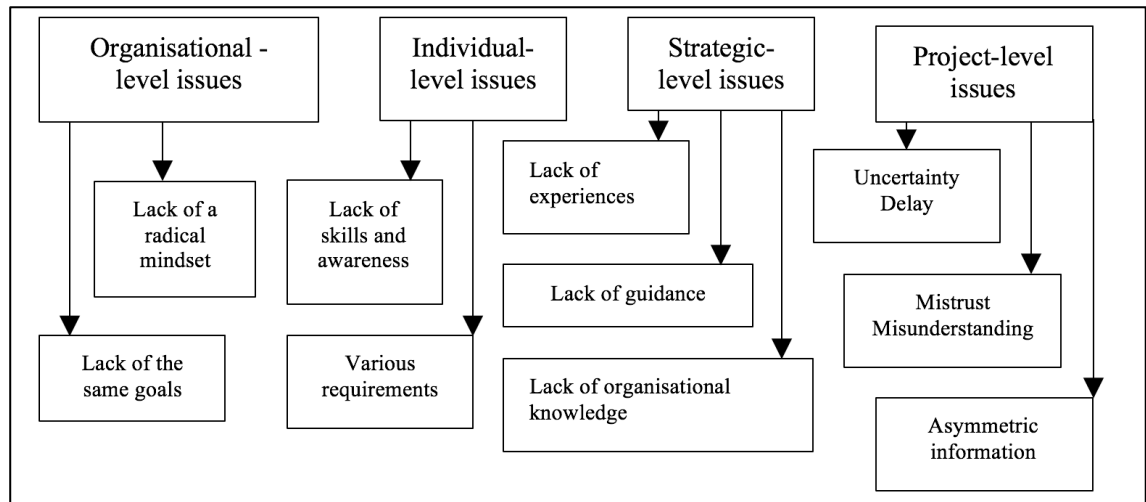 Organisational -
level issues
Individual-
level issues
Strategic-
level issues
Project-level
issues
Lack of a
radical
mindset
Lack of the
same goals
Lack of
skills and
awareness
Various
requirements
Lack of
experiences
Lack of guidance
Lack of organisational
knowledge
Uncertainty
Delay
Mistrust
Misunderstanding
Asymmetric
information